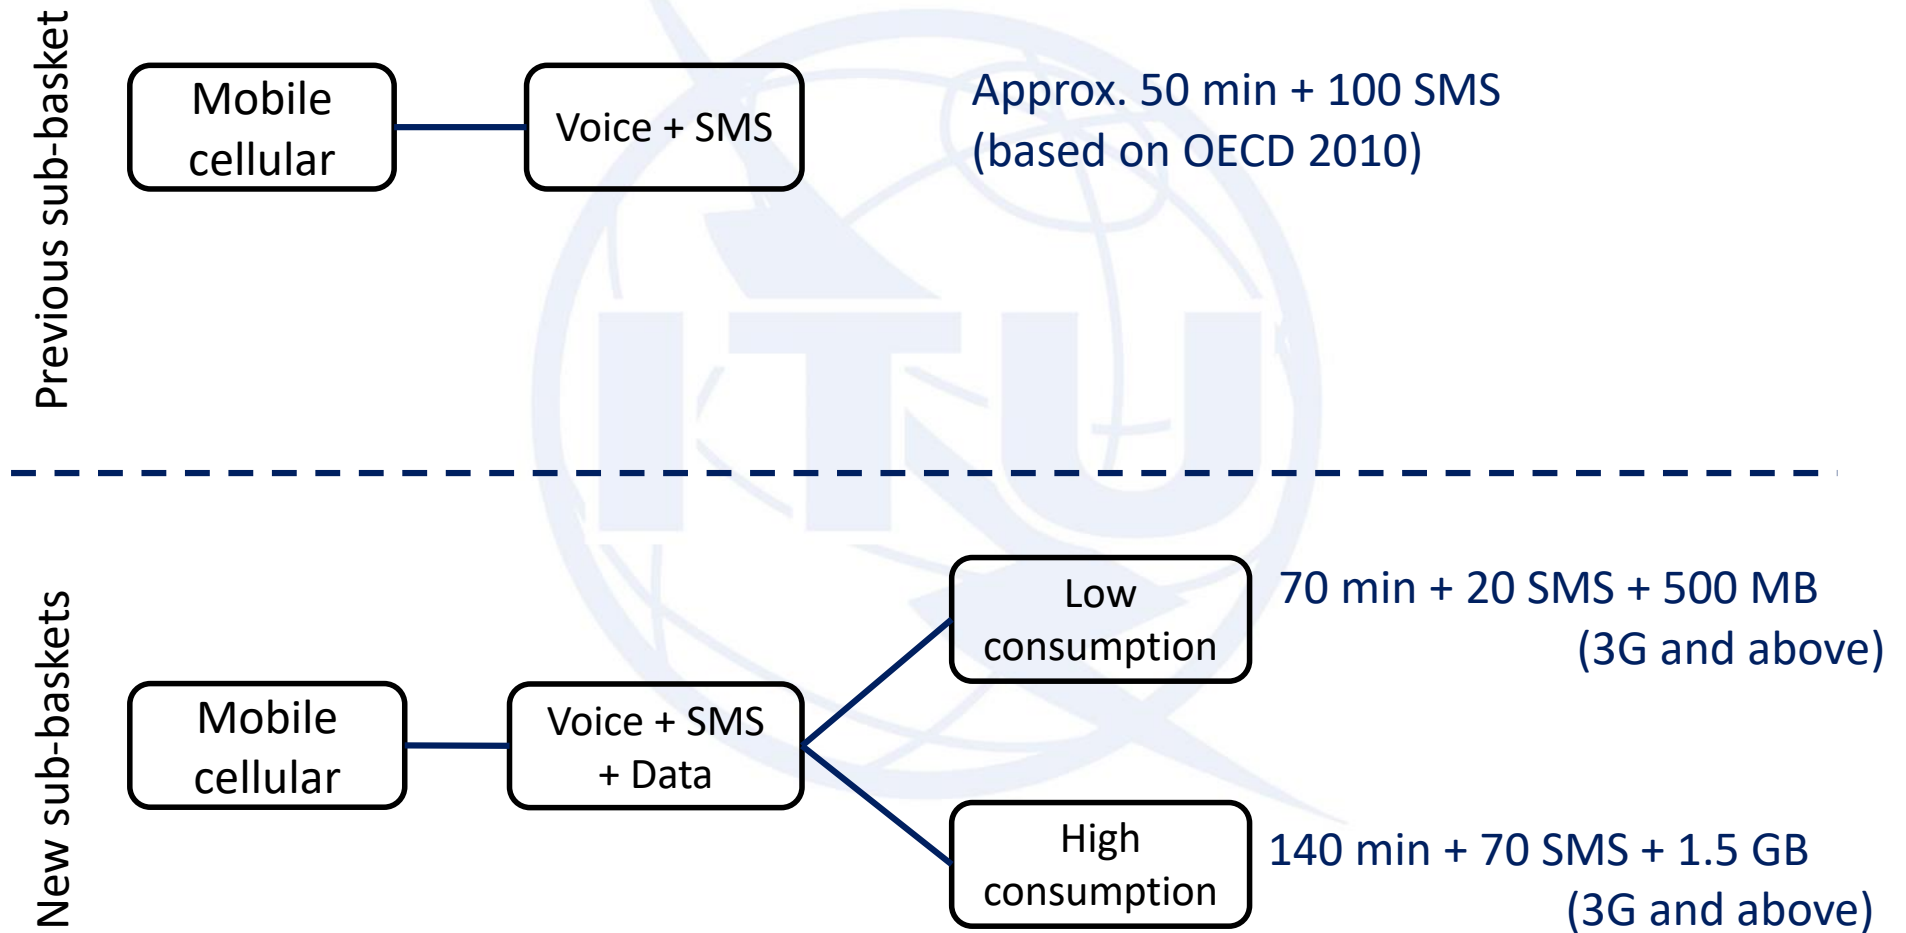 Previous sub-basket
Mobile
cellular
Voice + SMS
Approx. 50 min + 100 SMS
(based on OECD 2010)
ITU
New sub-baskets
Mobile
cellular
Voice + SMS
+ Data
Low
consumption
70 min + 20 SMS + 500 MB
(3G and above)
High
consumption
140 min + 70 SMS + 1.5 GB
(3G and above)